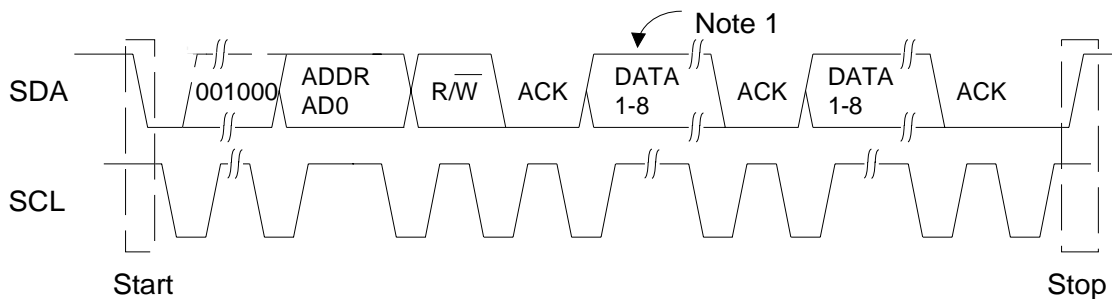 Note 1
SDA
001000
ADDR
AD0
R/W
ACK
DATA
1-8
ACK
DATA
1-8
ACK
SCL
Start
Stop